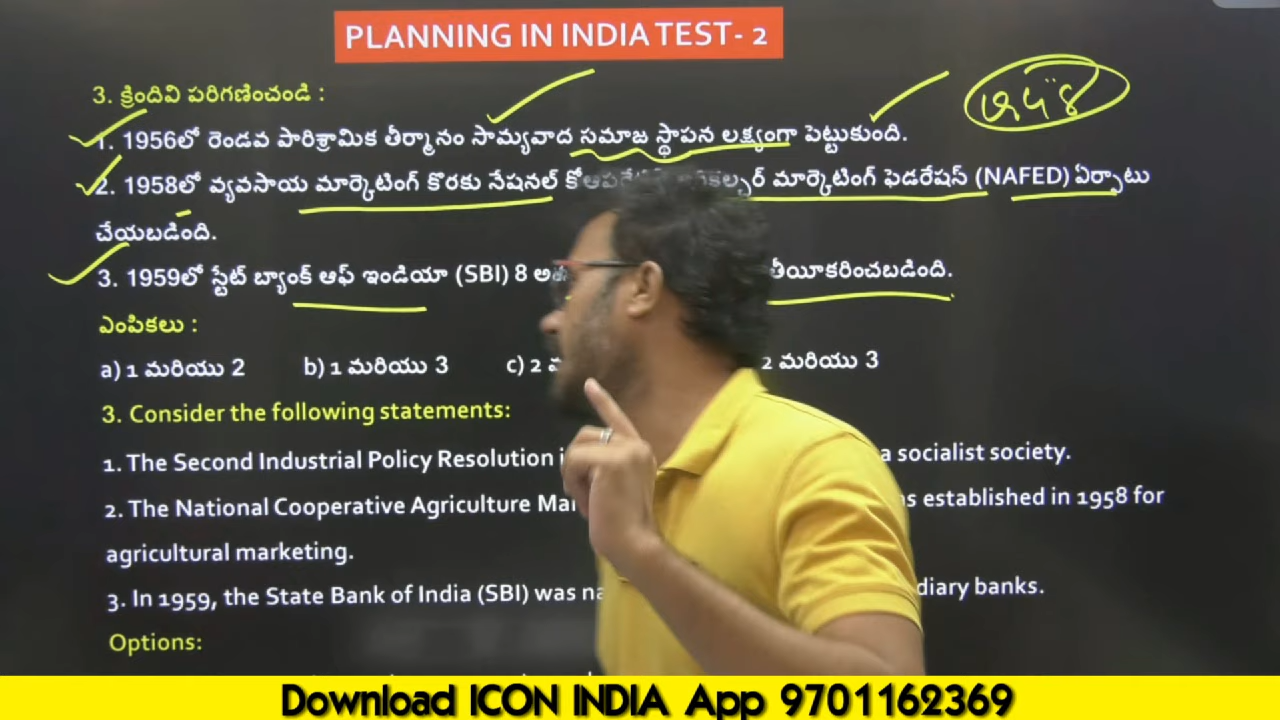 PLANNING IN INDIA TEST- 2
3. క్రిందివి పరిగణించండి :
1. 1956లో రెండవ పారిశ్రామిక తీర్మానం సామ్యవాద సమాజ స్థాపన లక్ష్యంగా పెట్టుకుంది.
2. 1958లో వ్యవసాయ మార్కెటింగ్ కొరకు నేషనల్ మార్కెటింగ్ ఫెడరేషన్ (NAFED) ఏర్పాటు
చేయబడింది.
3. 1959లో స్టేట్ బ్యాంక్ ఆఫ్ ఇండియా (SBI) 8
ఎంపికలు :
a) 1 మరియు 2 b) 1 మరియు 3 c) 2 2 మరియు 3
3. Consider the following statements:
1. The Second Industrial Policy Resolution a socialist society.
2. The National Cooperative Agriculture established in 1958 for
agricultural marketing.
3. In 1959, the State Bank of India (SBI) was banks.
Options:
Download ICON INDIA App 9701162369